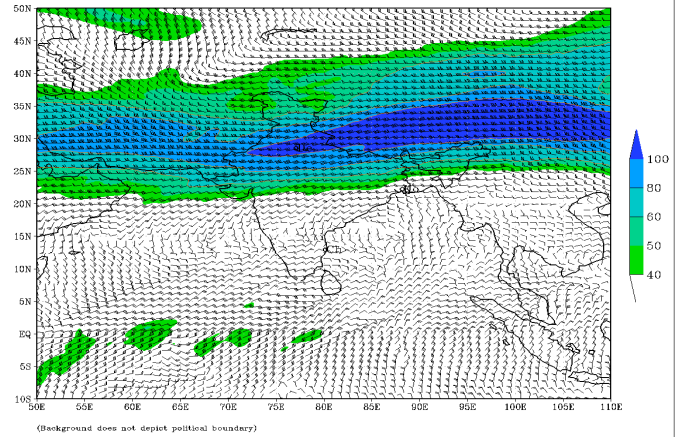 50N
45N
40N
35N
30N
25N
20N
15N
10N
5N
EQ
5S
10S
50E 55E 60E 65E 70E 75E 80E 85E 90E 95E 100E 105E 110E
100
80
60
50
40
(Background does not depict political boundary)